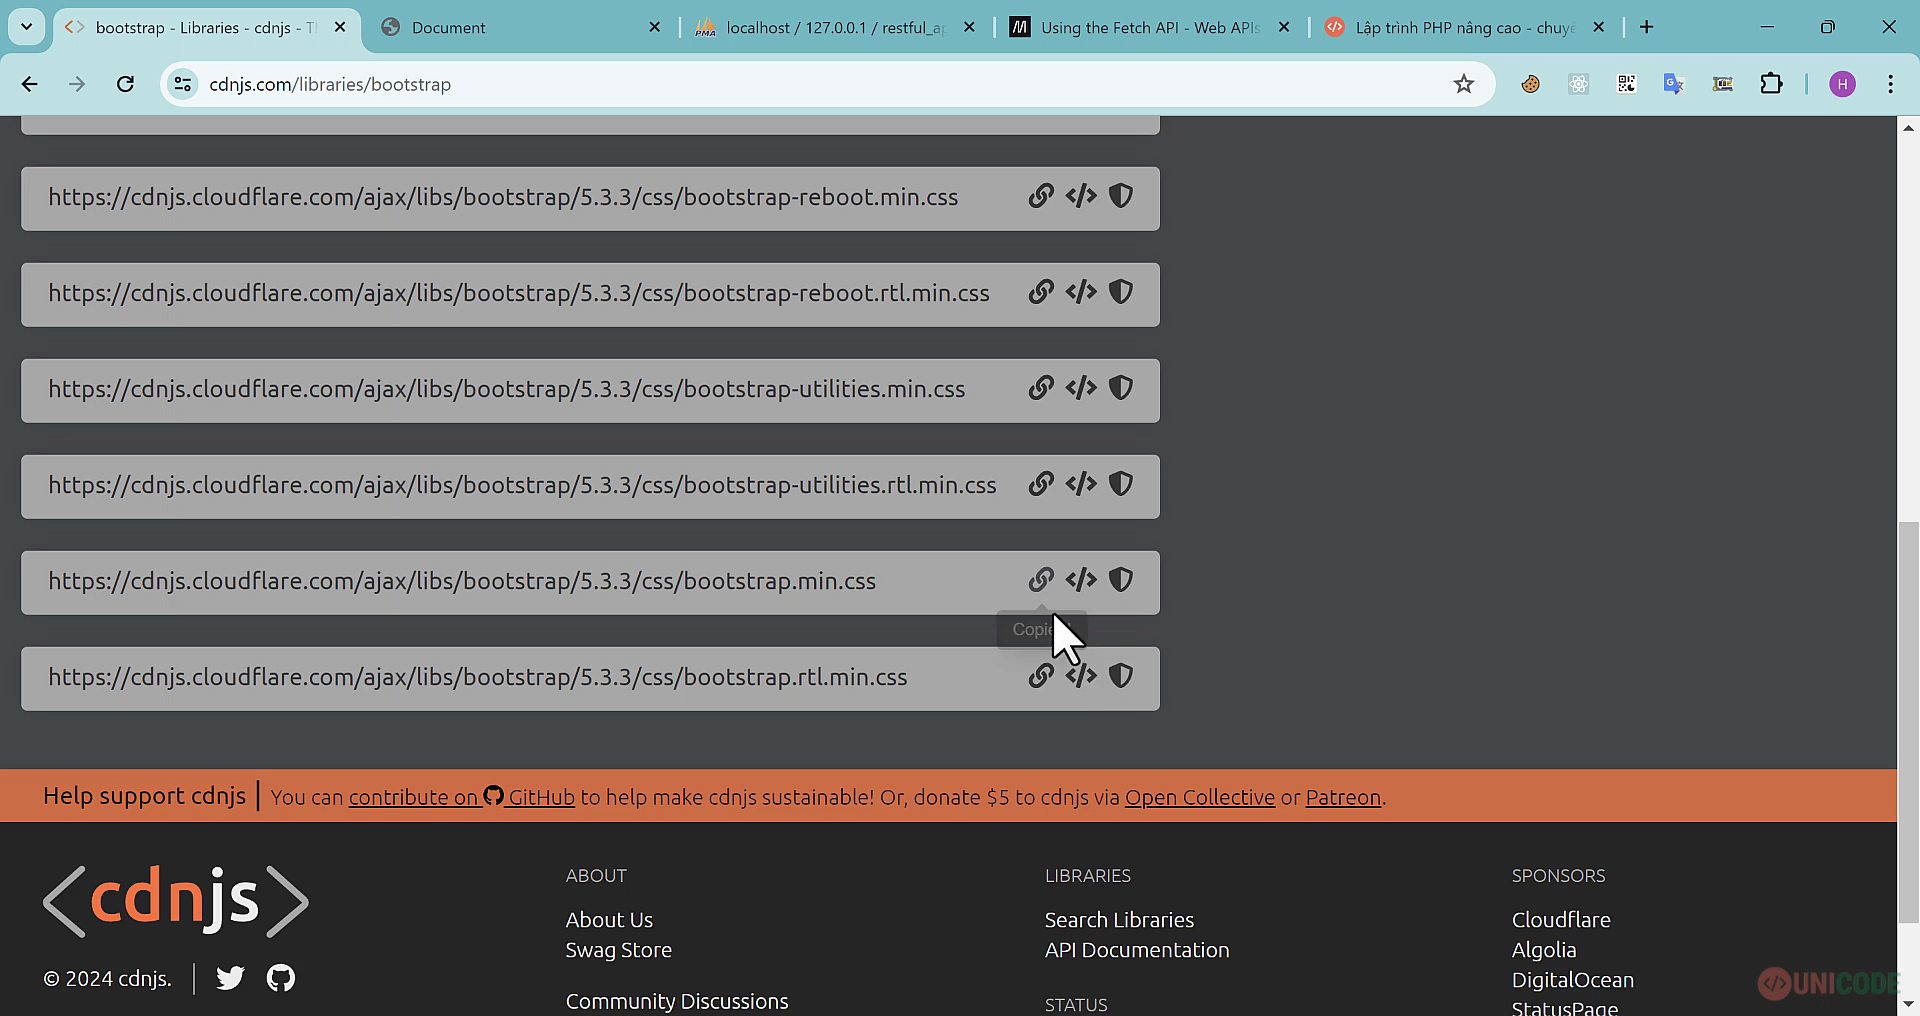 bootstrap - Libraries - cdnjs - T
Document
localhost / 127.0.0.1 / restful_ap
Using the Fetch API - Web APIs
Lập trình PHP nâng cao - chuyê
cdnjs.com/libraries/bootstrap
H
https://cdnjs.cloudflare.com/ajax/libs/bootstrap/5.3.3/css/bootstrap-reboot.min.css
https://cdnjs.cloudflare.com/ajax/libs/bootstrap/5.3.3/css/bootstrap-reboot.rtl.min.css
https://cdnjs.cloudflare.com/ajax/libs/bootstrap/5.3.3/css/bootstrap-utilities.min.css
https://cdnjs.cloudflare.com/ajax/libs/bootstrap/5.3.3/css/bootstrap-utilities.rtl.min.css
https://cdnjs.cloudflare.com/ajax/libs/bootstrap/5.3.3/css/bootstrap.min.css
https://cdnjs.cloudflare.com/ajax/libs/bootstrap/5.3.3/css/bootstrap.rtl.min.css
Help support cdnjs | You can contribute on GitHub to help make cdnjs sustainable! Or, donate $5 to cdnjs via Open Collective or Patreon.
<cdnjs>
© 2024 cdnjs.
ABOUT
About Us
Swag Store
Community Discussions
LIBRARIES
Search Libraries
API Documentation
STATUS
SPONSORS
Cloudflare
Algolia
DigitalOcean
StatusPage
UNICODE